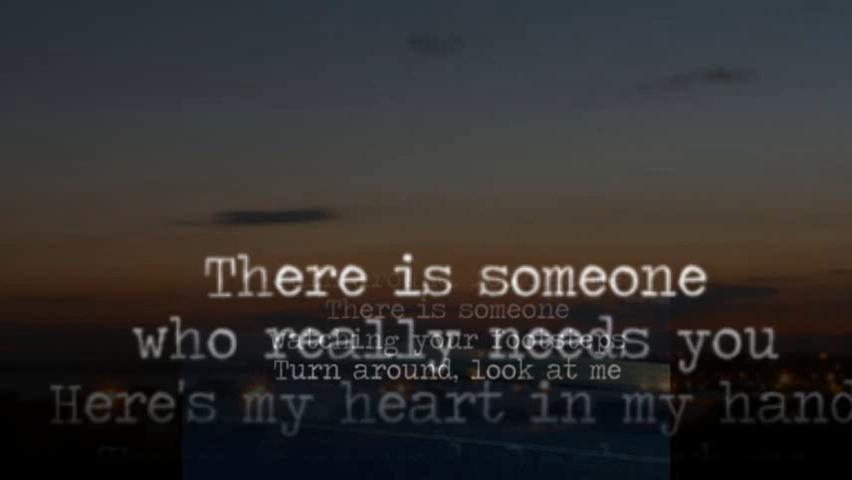 There is someone
There is someone
who really needs you
watching your footsteps
Turn around, look at me
Here's my heart in my hand